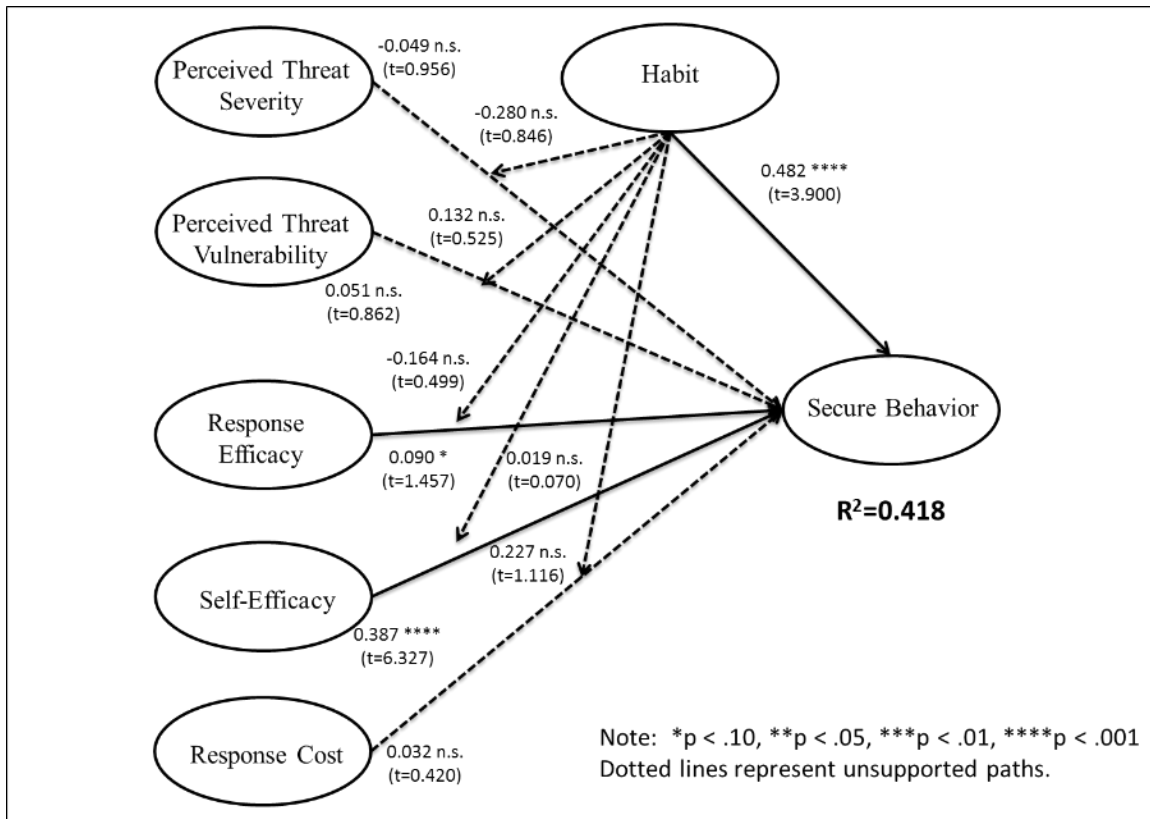 -0.049 n.s.
(t=0.956)
Perceived Threat
Severity
Habit
-0.280 n.s.
(t=0.846)
0.482 ****
(t=3.900)
Perceived Threat
Vulnerability
0.132 n.s.
(t=0.525)
0.051 n.s.
(t=0.862)
-0.164 n.s.
(t=0.499)
Secure Behavior
Response
Efficacy
0.090 *
(t=1.457)
0.019 n.s.
(t=0.070)
R²=0.418
0.227 n.s.
(t=1.116)
Self-Efficacy
0.387 ****
(t=6.327)
Response Cost
0.032 n.s.
(t=0.420)
Note: *p < .10, **p < .05, ***p < .01, ****p < .001
Dotted lines represent unsupported paths.